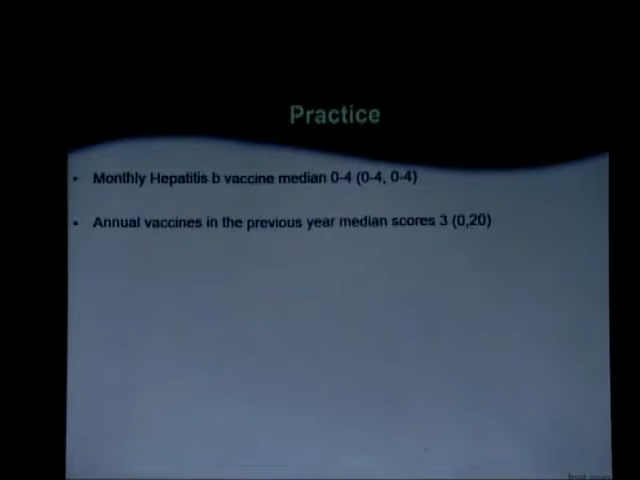 Practice
• Monthly Hepatitis b vaccine median 0-4 (0-4, 0-4)
• Annual vaccines in the previous year median scores 3 (0,20)